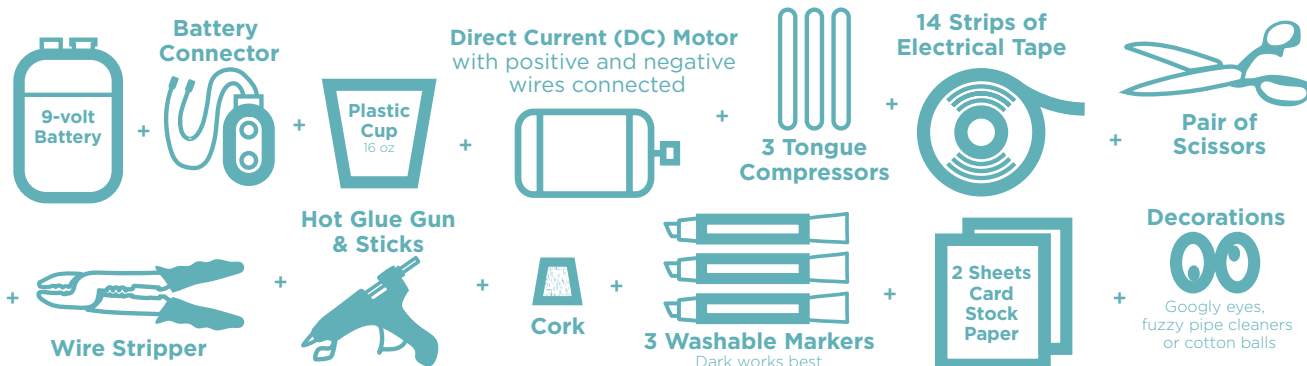 9-volt
Battery
+
Battery
Connector
+
Plastic
Cup
16 oz
+
Direct Current (DC) Motor
with positive and negative
wires connected
+
3 Tongue
Compressors
+
14 Strips of
Electrical Tape
+
Pair of
Scissors
+
Wire Stripper
+
Hot Glue Gun
& Sticks
+
Cork
+
3 Washable Markers
Dark works best
+
2 Sheets
Card
Stock
Paper
+
Decorations
Googly eyes,
fuzzy pipe cleaners
or cotton balls